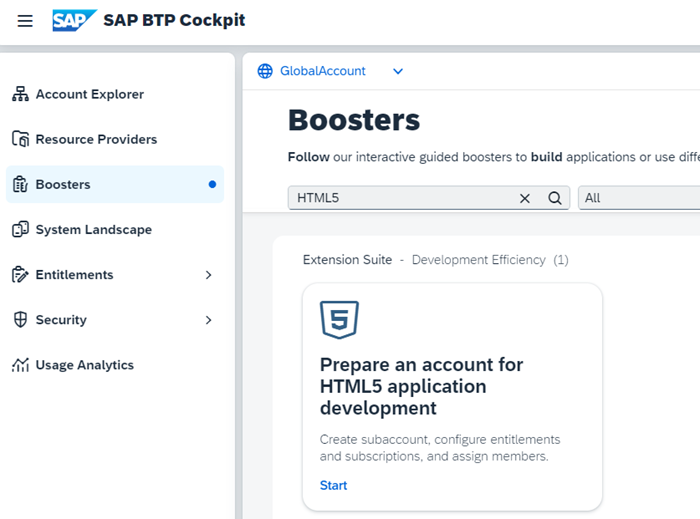 SAP SAP BTP Cockpit
Account Explorer
Resource Providers
Boosters
System Landscape
Entitlements
Security
Usage Analytics
GlobalAccount
Boosters
Follow our interactive guided boosters to build applications or use diffe
HTML5
All
Extension Suite - Development Efficiency (1)
5
Prepare an account for
HTML5 application
development
Create subaccount, configure entitlements
and subscriptions, and assign members.
Start